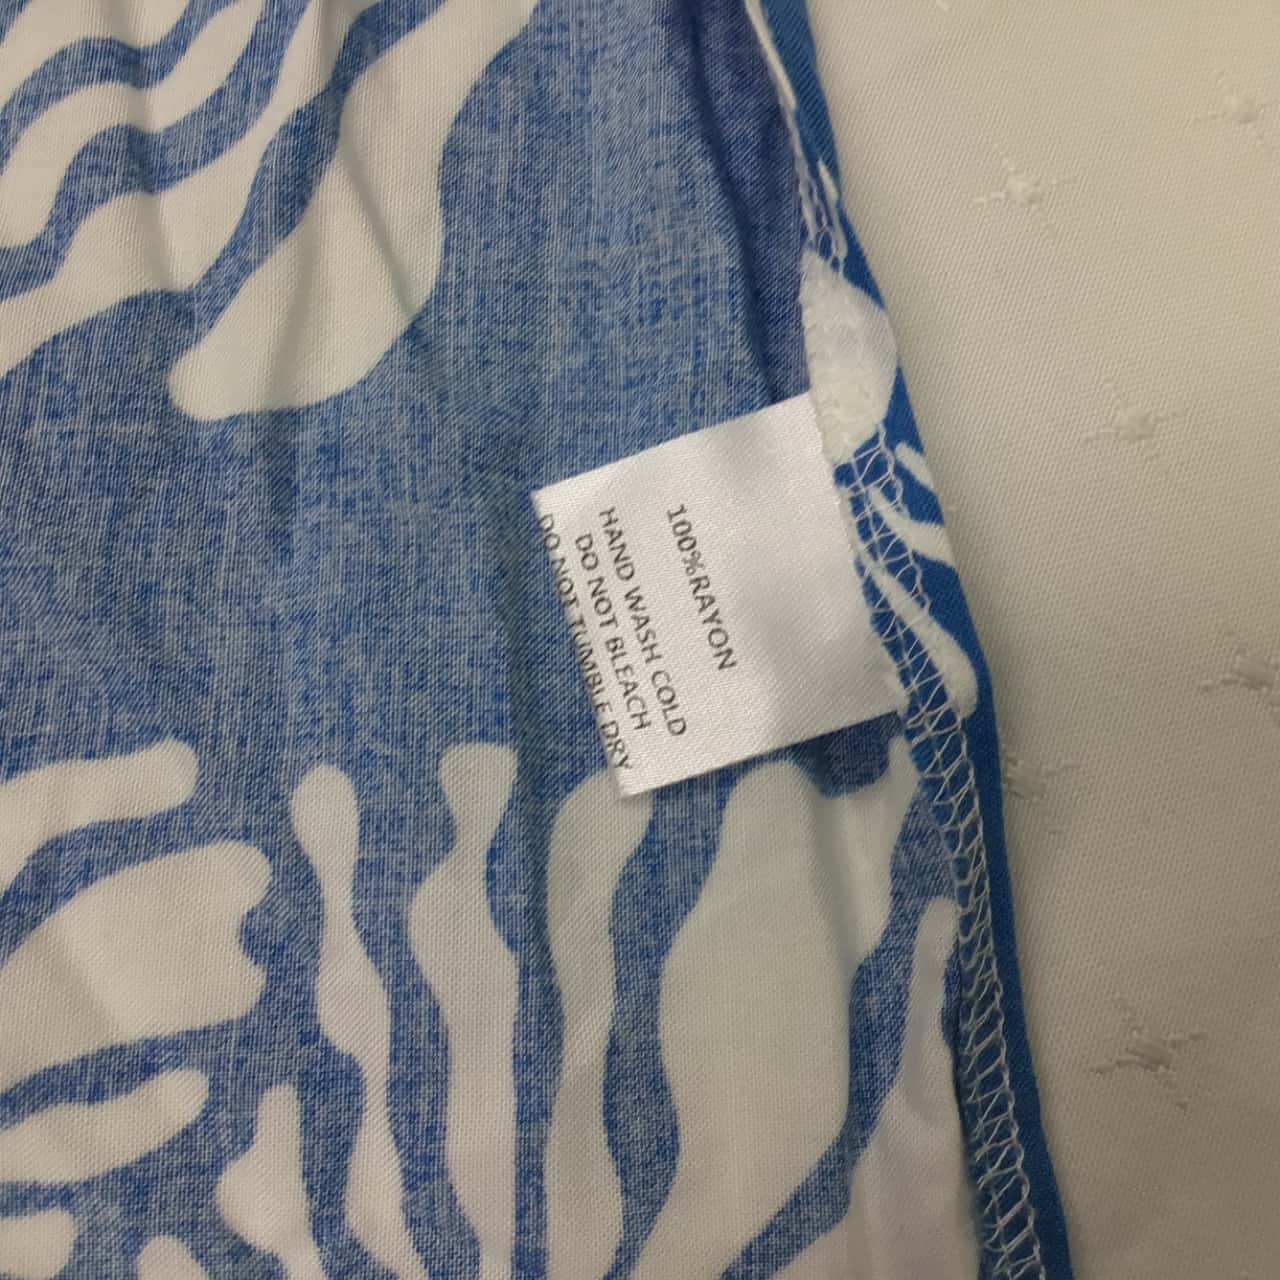 100%RAYON
HAND WASH COLD
DO NOT BLEACH
DO NOT TUMBLE DRY